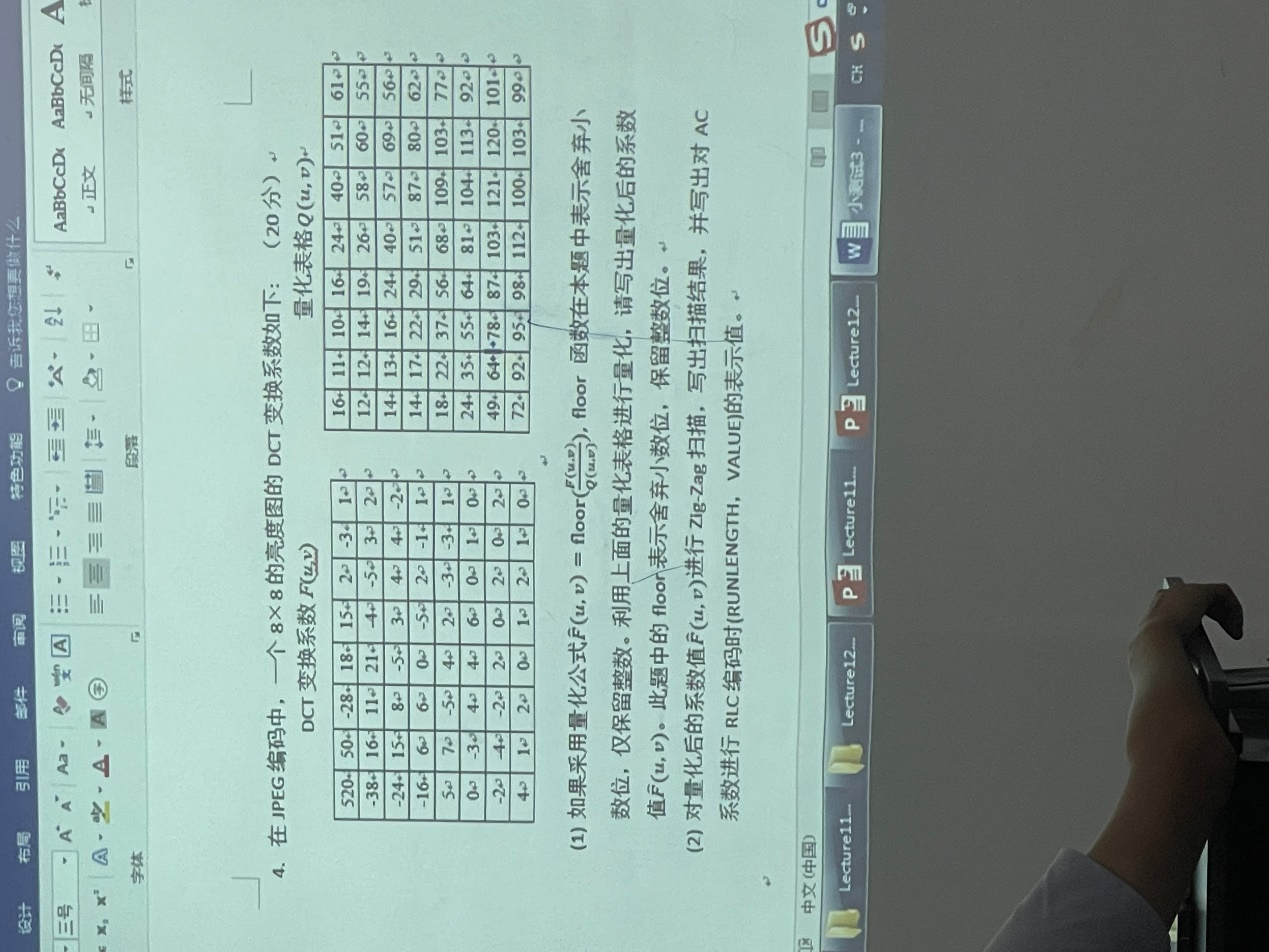 设计 布局 引用 邮件 审阅 视图 特色功能 告诉我您想要做什么
三号 A A Aa wén文 A
x₂ x² A aby A A 字
AaBbCcDc AaBbCcDc A
正文 无间隔
字体 段落 样式
4. 在 JPEG 编码中，一个 8×8 的亮度图的 DCT 变换系数如下：（20 分）
DCT 变换系数 F(u,v) 量化表格 Q(u,v)
520 50 -28 18 15 2 -3 1 16 11 10 16 24 40 51 61
-38 16 11 21 -4 -5 3 2 12 12 14 19 26 58 60 55
-24 15 8 -5 3 4 4 -2 14 13 16 24 40 57 69 56
-16 6 6 0 -5 2 -1 1 14 17 22 29 51 87 80 62
5 7 -5 4 2 -3 -3 1 18 22 37 56 68 109 103 77
0 -3 4 4 6 0 1 0 24 35 55 64 81 104 113 92
-2 -4 -2 2 0 2 0 2 49 64 78 87 103 121 120 101
4 1 2 0 1 2 1 0 72 92 95 98 112 100 103 99
(1) 如果采用量化公式F̂(u,v) = floor(F(u,v)/Q(u,v)), floor 函数在本题中表示舍弃小
数位，仅保留整数。利用上面的量化表格进行量化，请写出量化后的系数
值F̂(u,v)。此题中的 floor 表示舍弃小数位，保留整数位。
(2) 对量化后的系数值F̂(u,v)进行 Zig-Zag 扫描，写出扫描结果，并写出对 AC
系数进行 RLC 编码时(RUNLENGTH，VALUE)的表示值。
中文(中国)
Lecture11... Lecture12... Lecture11... Lecture12... 小测试3 - ... CH